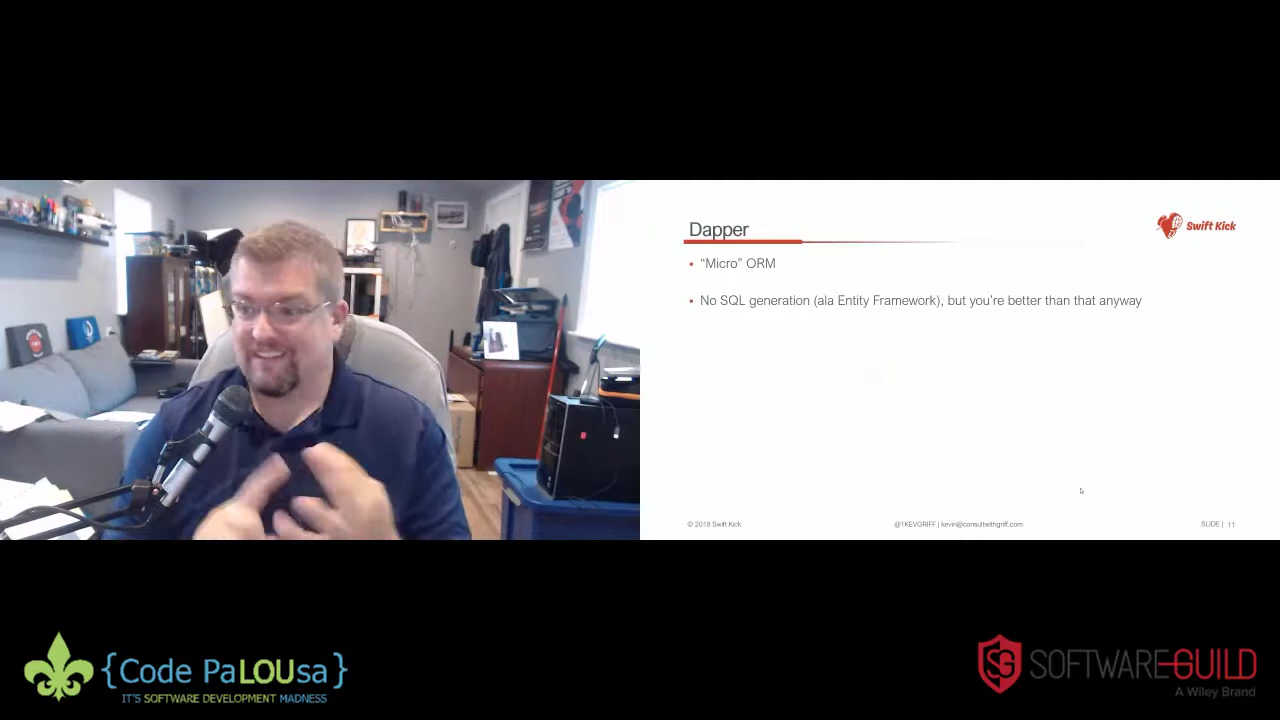 Dapper
Swift Kick
▪ “Micro” ORM
▪ No SQL generation (ala Entity Framework), but you're better than that anyway
© 2018 Swift Kick
@1KEVGRIFF | kevin@consultwithgriff.com
SLIDE | 11
{Code PaLOUsa}
IT'S SOFTWARE DEVELOPMENT MADNESS
SG SOFTWARE GUILD
A Wiley Brand